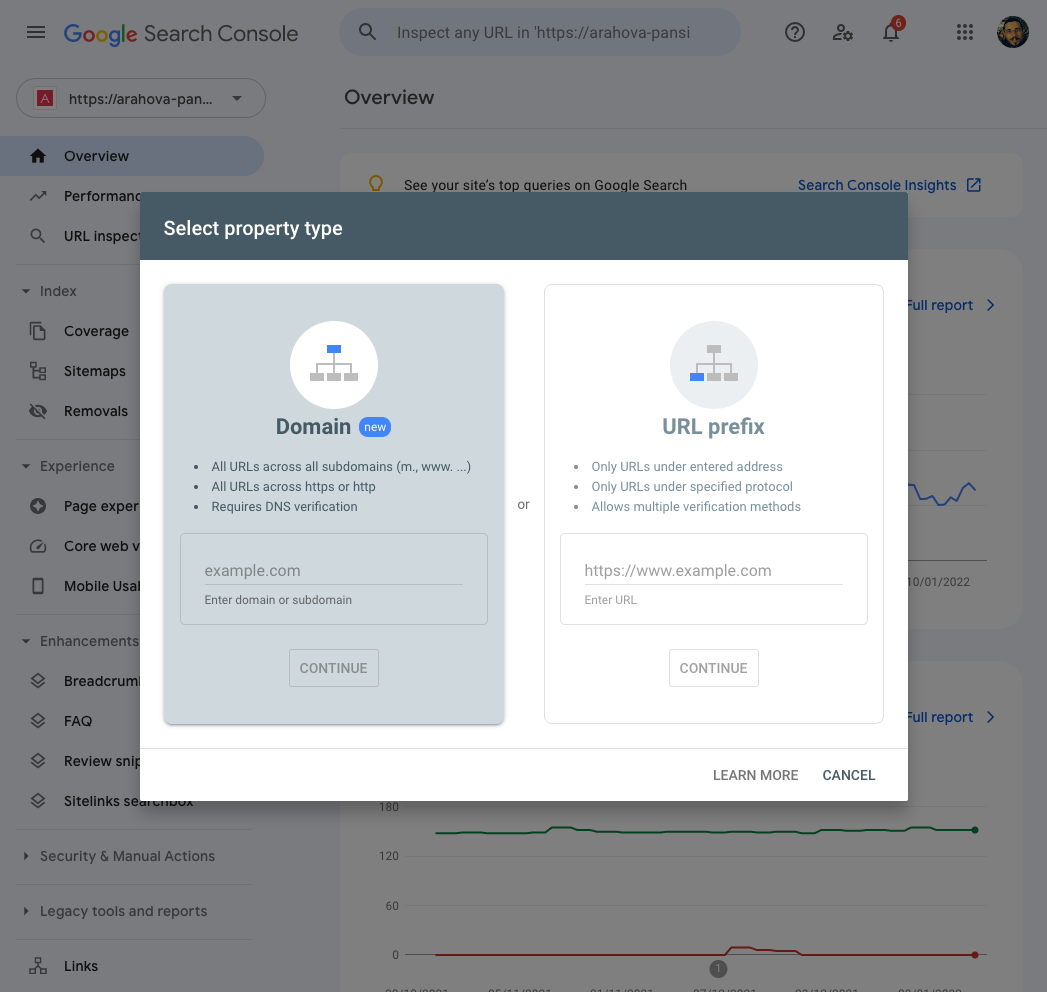 Google Search Console
Inspect any URL in 'https://arahova-pansi
6
A
https://arahova-pan...
Overview
Overview
Performanc
URL inspect
Index
Coverage
Sitemaps
Removals
Experience
Page exper
Core web v
Mobile Usal
Enhancements
Breadcruml
FAQ
Review snip
Sitelinks searchbox
Security & Manual Actions
Legacy tools and reports
Links
See your site's top queries on Google Search
Search Console Insights
Full report
10/01/2022
Full report
Select property type
Domain new
All URLs across all subdomains (m., www. ...)
All URLs across https or http
Requires DNS verification
example.com
Enter domain or subdomain
CONTINUE
or
URL prefix
Only URLs under entered address
Only URLs under specified protocol
Allows multiple verification methods
https://www.example.com
Enter URL
CONTINUE
LEARN MORE
CANCEL
180
120
60
0
1